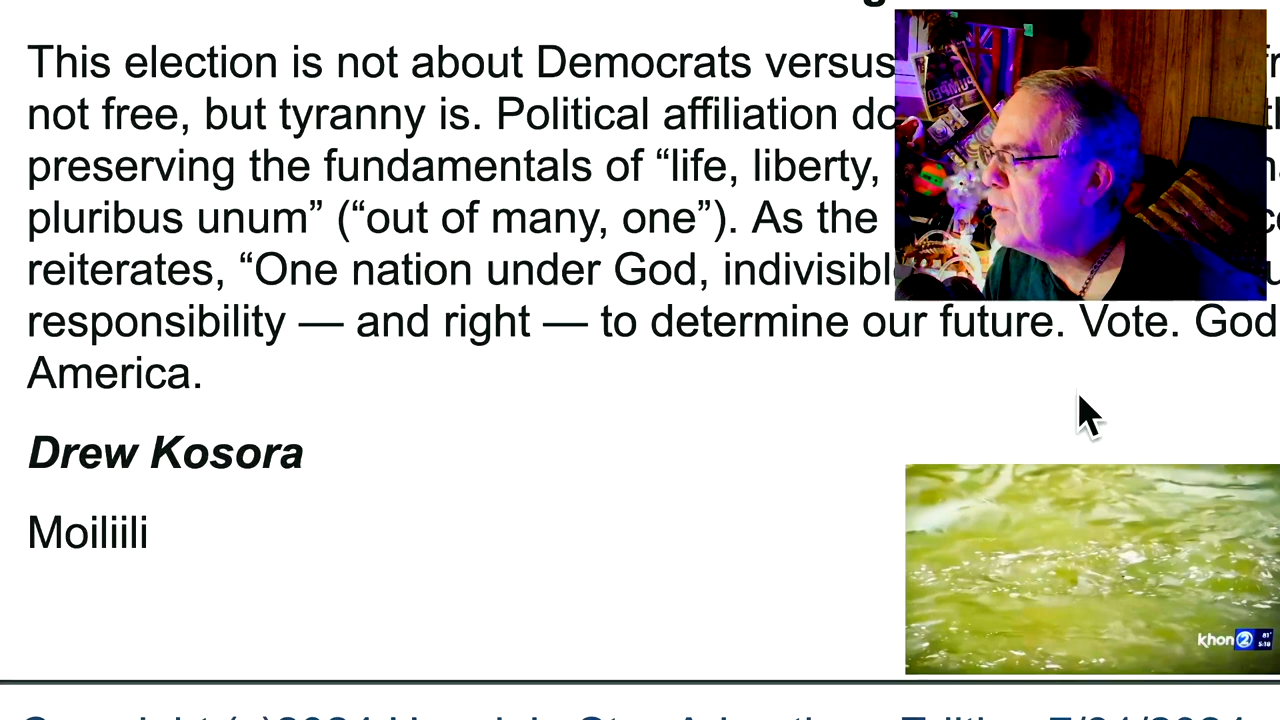 This election is not about Democrats versus
not free, but tyranny is. Political affiliation
preserving the fundamentals of “life, liberty,
pluribus unum” (“out of many, one”). As the
reiterates, “One nation under God, indivisibl
responsibility — and right — to determine our future. Vote. God
America.
Drew Kosora
Moiliili
khon2